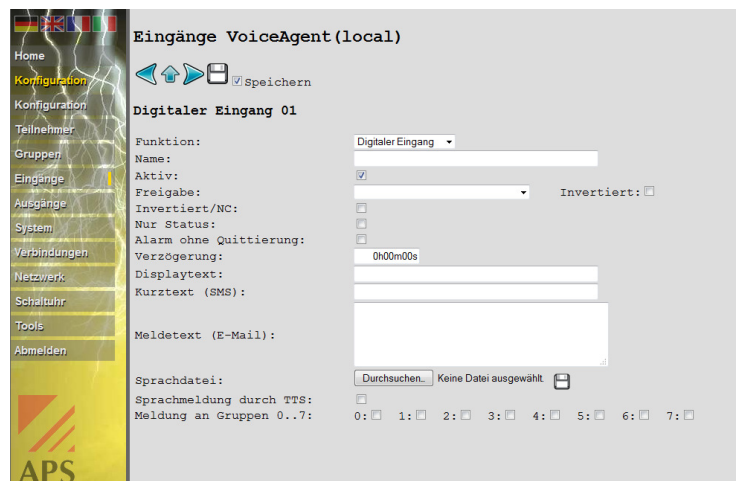 Home
Konfiguration
Konfiguration
Teilnehmer
Gruppen
Eingänge
Ausgänge
System
Verbindungen
Netzwerk
Schaltuhr
Tools
Abmelden
APS
Eingänge VoiceAgent(local)
Speichern
Digitaler Eingang 01
Funktion: Digitaler Eingang
Name:
Aktiv:
Freigabe: Invertiert:
Invertiert/NC:
Nur Status:
Alarm ohne Quittierung:
Verzögerung: 0h00m00s
Displaytext:
Kurztext (SMS):
Meldetext (E-Mail):
Sprachdatei: Durchsuchen… Keine Datei ausgewählt.
Sprachmeldung durch TTS:
Meldung an Gruppen 0..7: 0: 1: 2: 3: 4: 5: 6: 7: